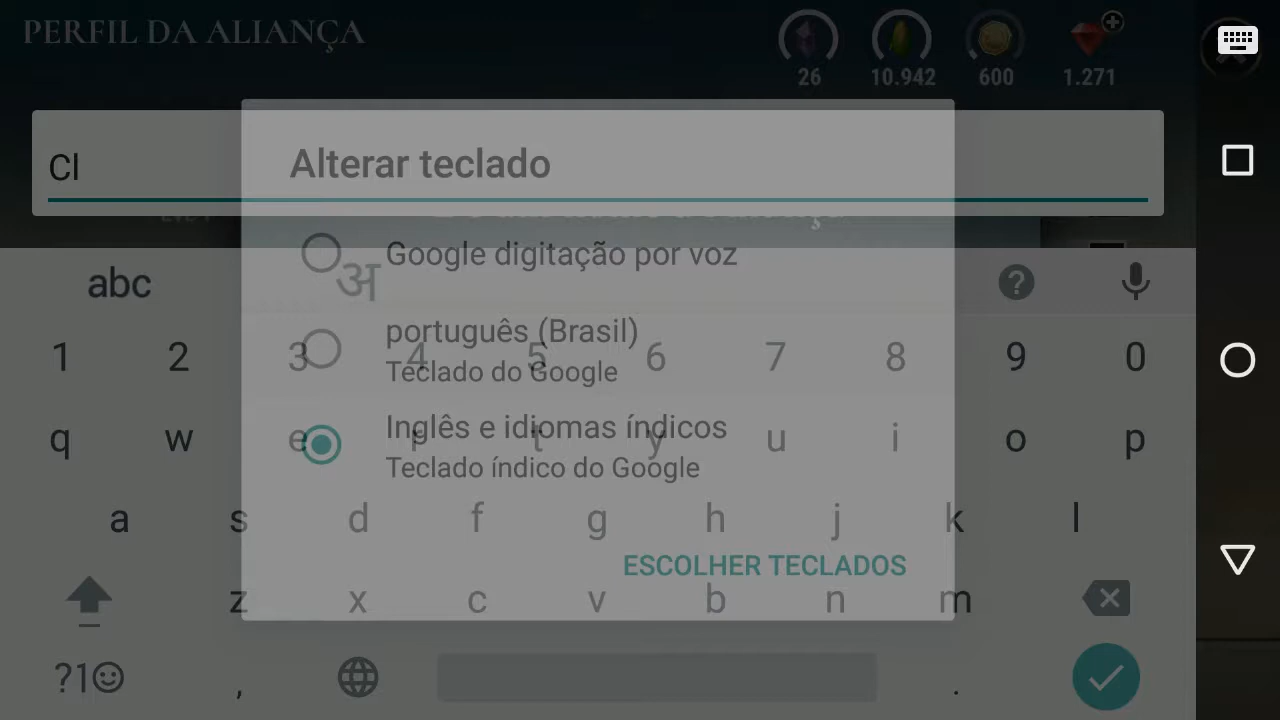 PERFIL DA ALIANÇA
26 10.942 600 1.271
Cl
Alterar teclado
Google digitação por voz
abc अ ?
português (Brasil)
Teclado do Google
1 2 3 4 5 6 7 8 9 0
Inglês e idiomas índicos
Teclado índico do Google
q w e r t y u i o p
a s d f g h j k l
ESCOLHER TECLADOS
z x c v b n m
?1 , .